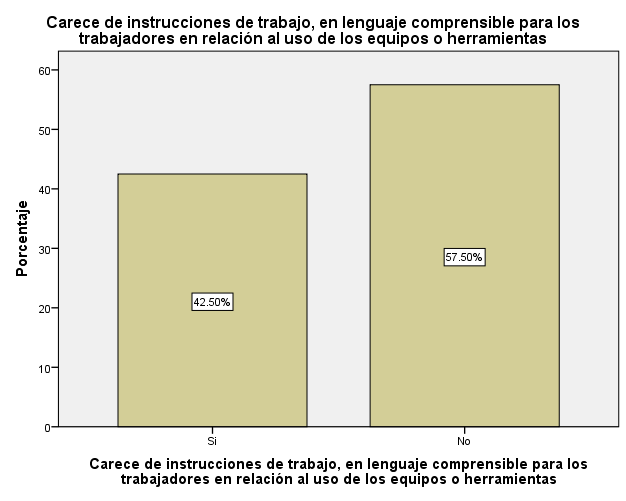 Carece de instrucciones de trabajo, en lenguaje comprensible para los
trabajadores en relación al uso de los equipos o herramientas
60
50
40
30
20
10
0
Porcentaje
42.50%
57.50%
Si
No
Carece de instrucciones de trabajo, en lenguaje comprensible para los
trabajadores en relación al uso de los equipos o herramientas